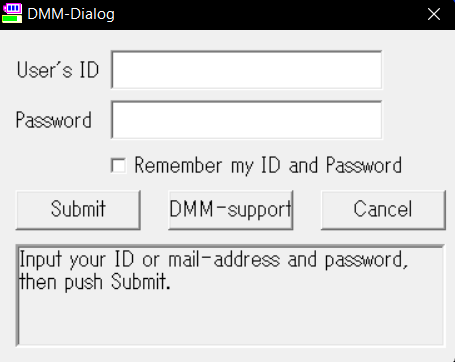 DMM-Dialog
User's ID
Password
Remember my ID and Password
Submit DMM-support Cancel
Input your ID or mail-address and password,
then push Submit.